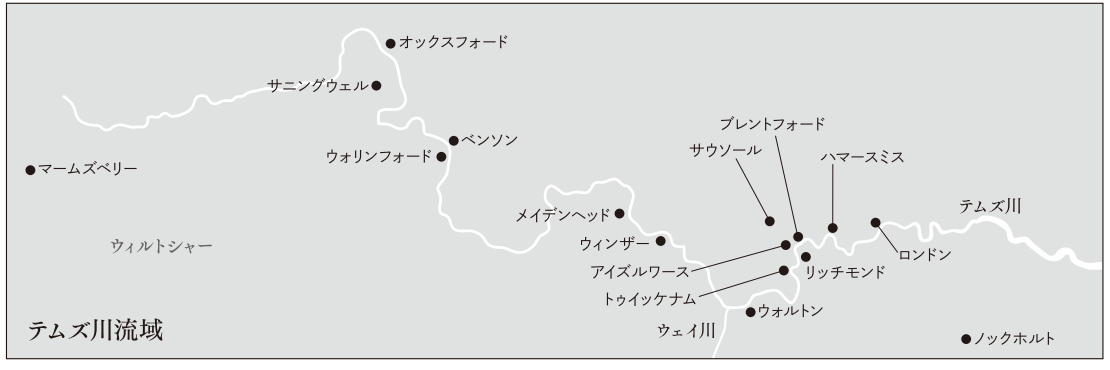 オックスフォード
サニングウェル
ベンソン
ウォリンフォード
マームズベリー
ブレントフォード
サウソール
ハマースミス
メイデンヘッド
テムズ川
ウィルトシャー
ウィンザー
ロンドン
アイズルワース
リッチモンド
トゥイッケナム
ウォルトン
テムズ川流域
ウェイ川
ノックホルト